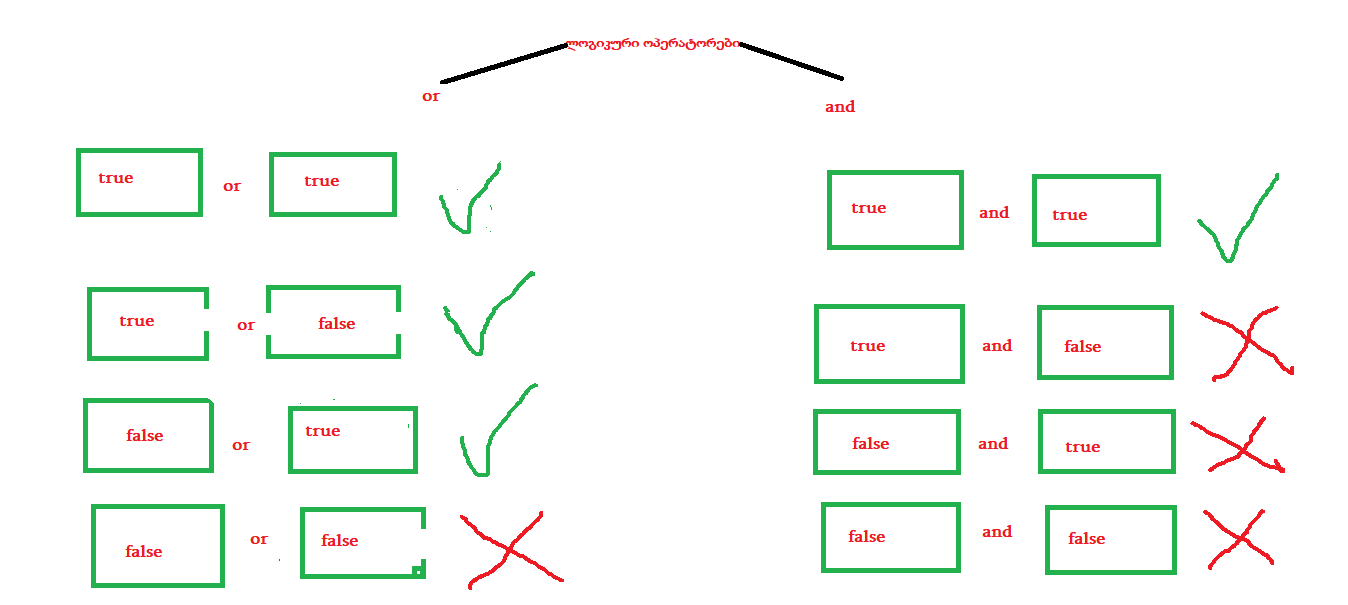 ლოგიკური ოპერატორები
or
and
true or true
true and true
true or false
true and false
false or true
false and true
false or false
false and false